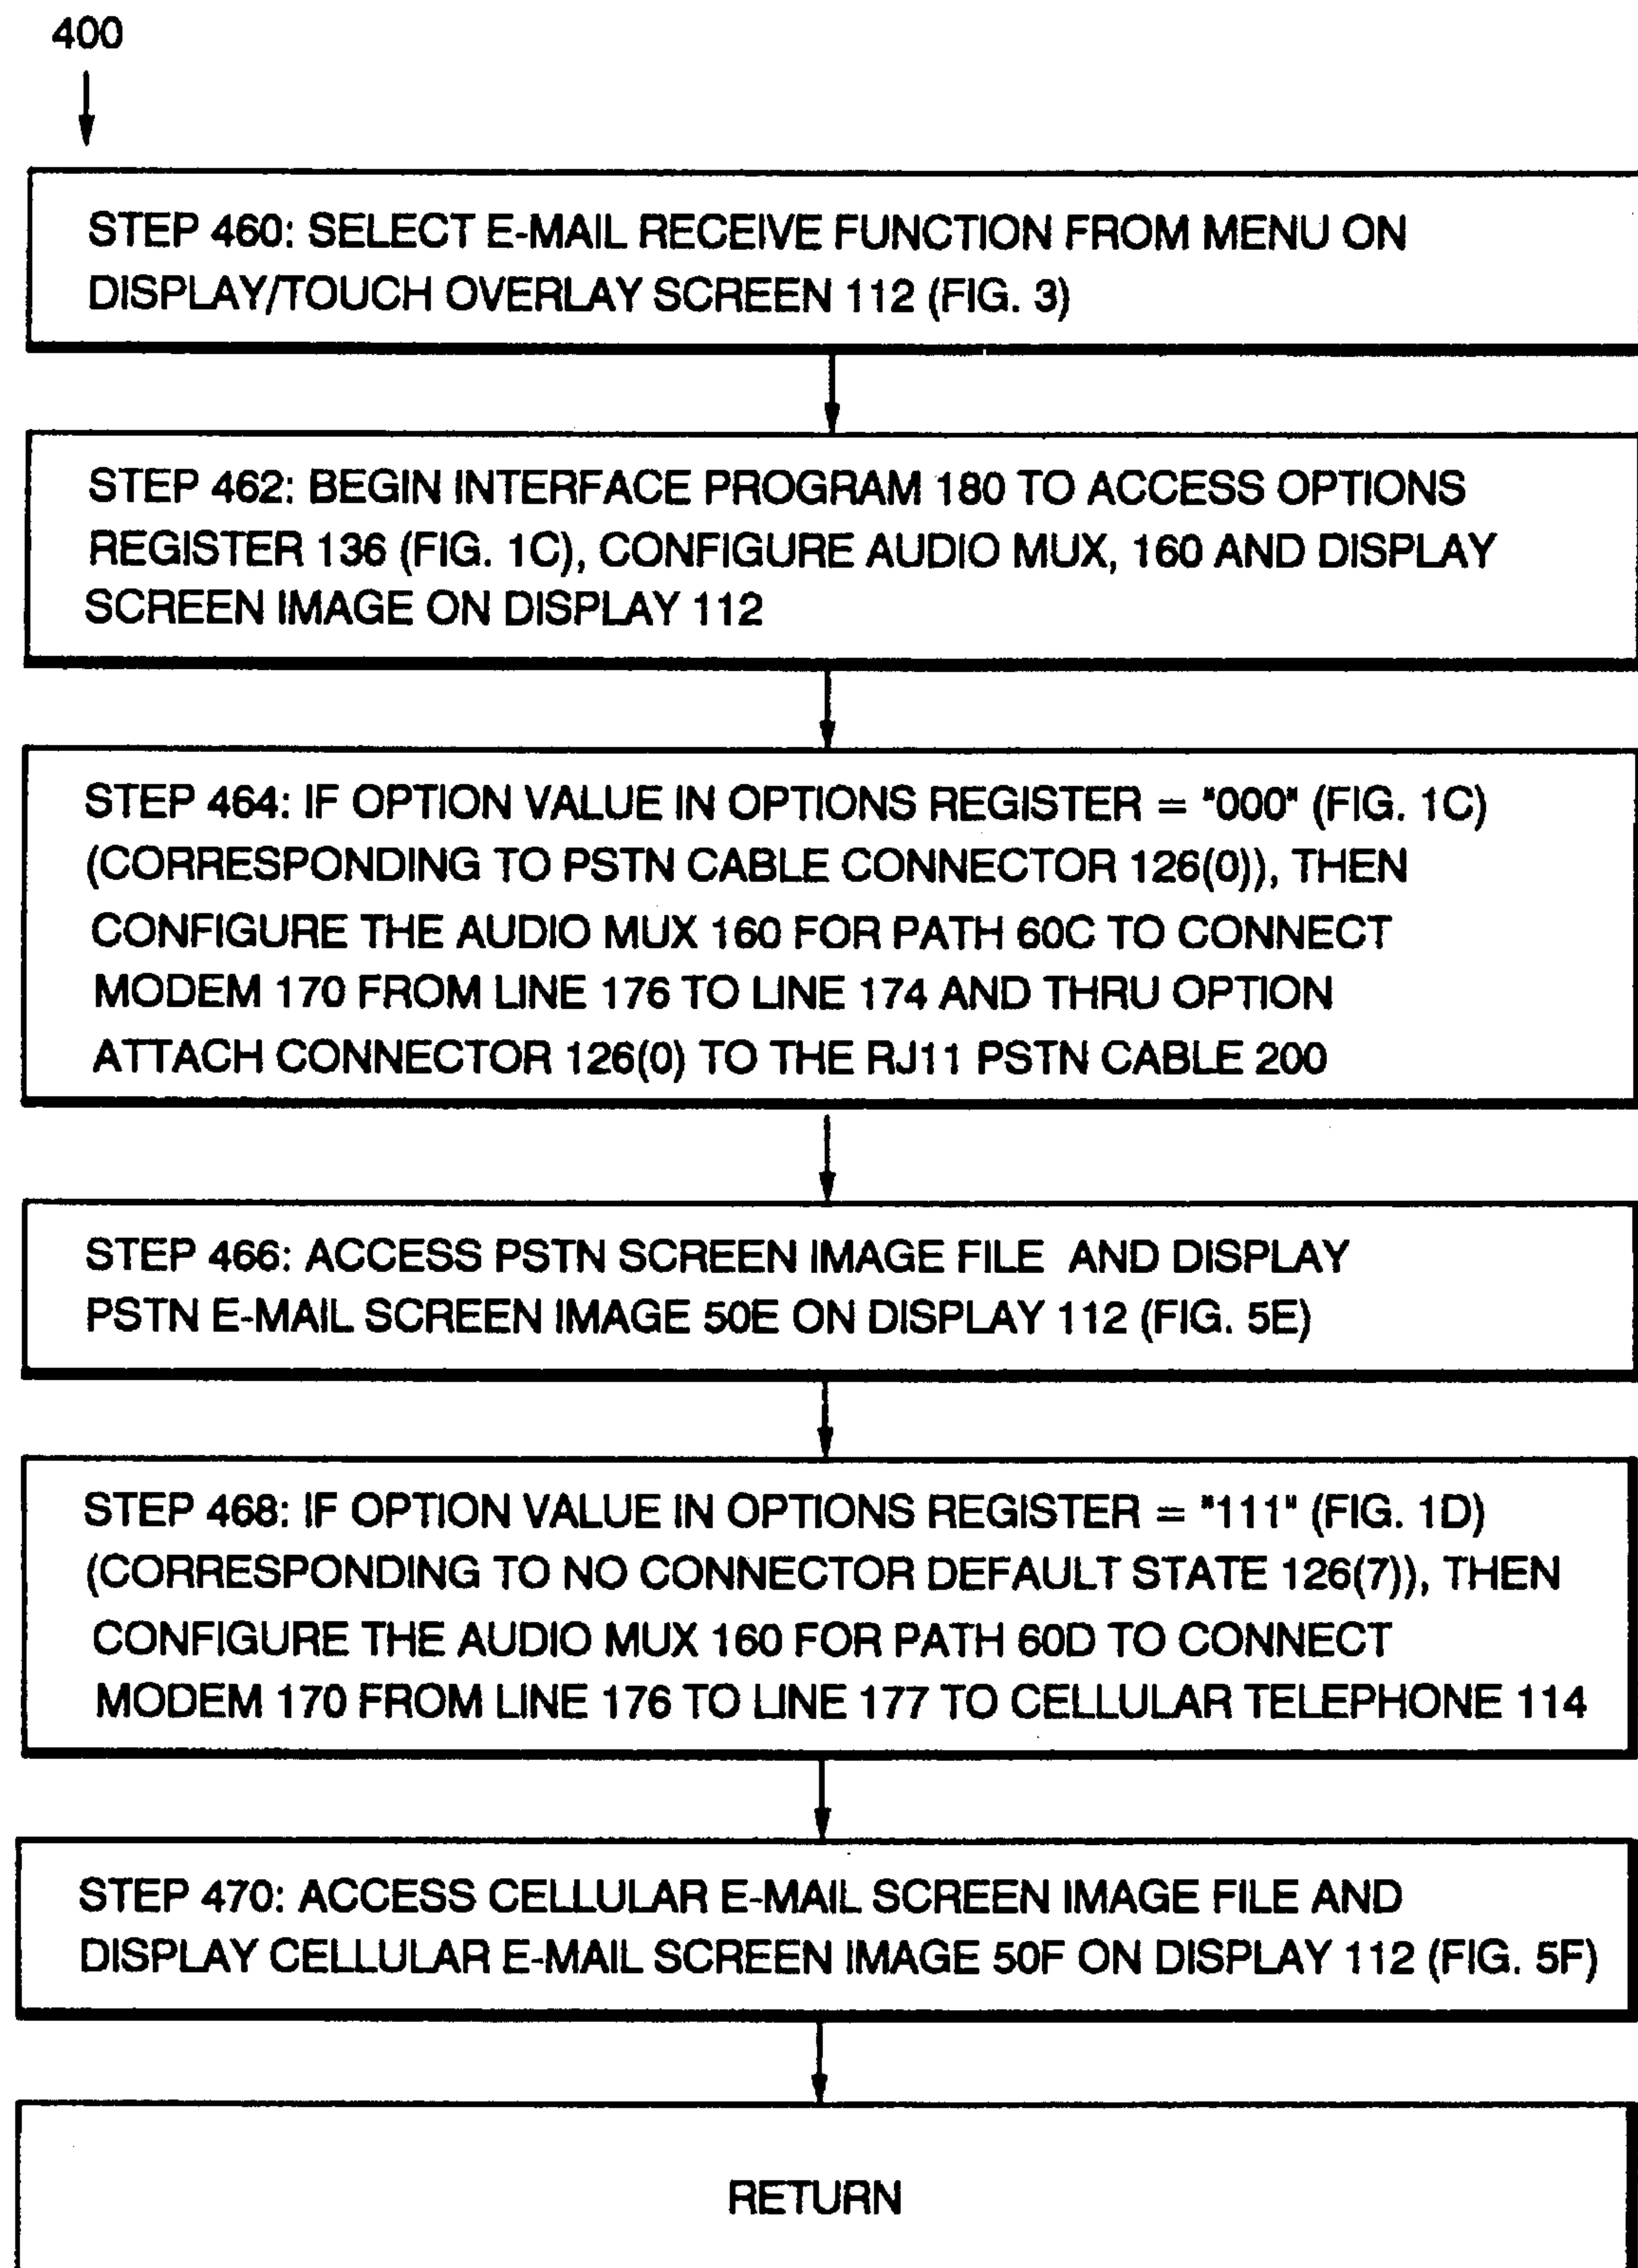 400
STEP 460: SELECT E-MAIL RECEIVE FUNCTION FROM MENU ON
DISPLAY/TOUCH OVERLAY SCREEN 112 (FIG. 3)
STEP 462: BEGIN INTERFACE PROGRAM 180 TO ACCESS OPTIONS
REGISTER 136 (FIG. 1C), CONFIGURE AUDIO MUX, 160 AND DISPLAY
SCREEN IMAGE ON DISPLAY 112
STEP 464: IF OPTION VALUE IN OPTIONS REGISTER = "000" (FIG. 1C)
(CORRESPONDING TO PSTN CABLE CONNECTOR 126(0)), THEN
CONFIGURE THE AUDIO MUX 160 FOR PATH 60C TO CONNECT
MODEM 170 FROM LINE 176 TO LINE 174 AND THRU OPTION
ATTACH CONNECTOR 126(0) TO THE RJ11 PSTN CABLE 200
STEP 466: ACCESS PSTN SCREEN IMAGE FILE AND DISPLAY
PSTN E-MAIL SCREEN IMAGE 50E ON DISPLAY 112 (FIG. 5E)
STEP 468: IF OPTION VALUE IN OPTIONS REGISTER = "111" (FIG. 1D)
(CORRESPONDING TO NO CONNECTOR DEFAULT STATE 126(7)), THEN
CONFIGURE THE AUDIO MUX 160 FOR PATH 60D TO CONNECT
MODEM 170 FROM LINE 176 TO LINE 177 TO CELLULAR TELEPHONE 114
STEP 470: ACCESS CELLULAR E-MAIL SCREEN IMAGE FILE AND
DISPLAY CELLULAR E-MAIL SCREEN IMAGE 50F ON DISPLAY 112 (FIG. 5F)
RETURN